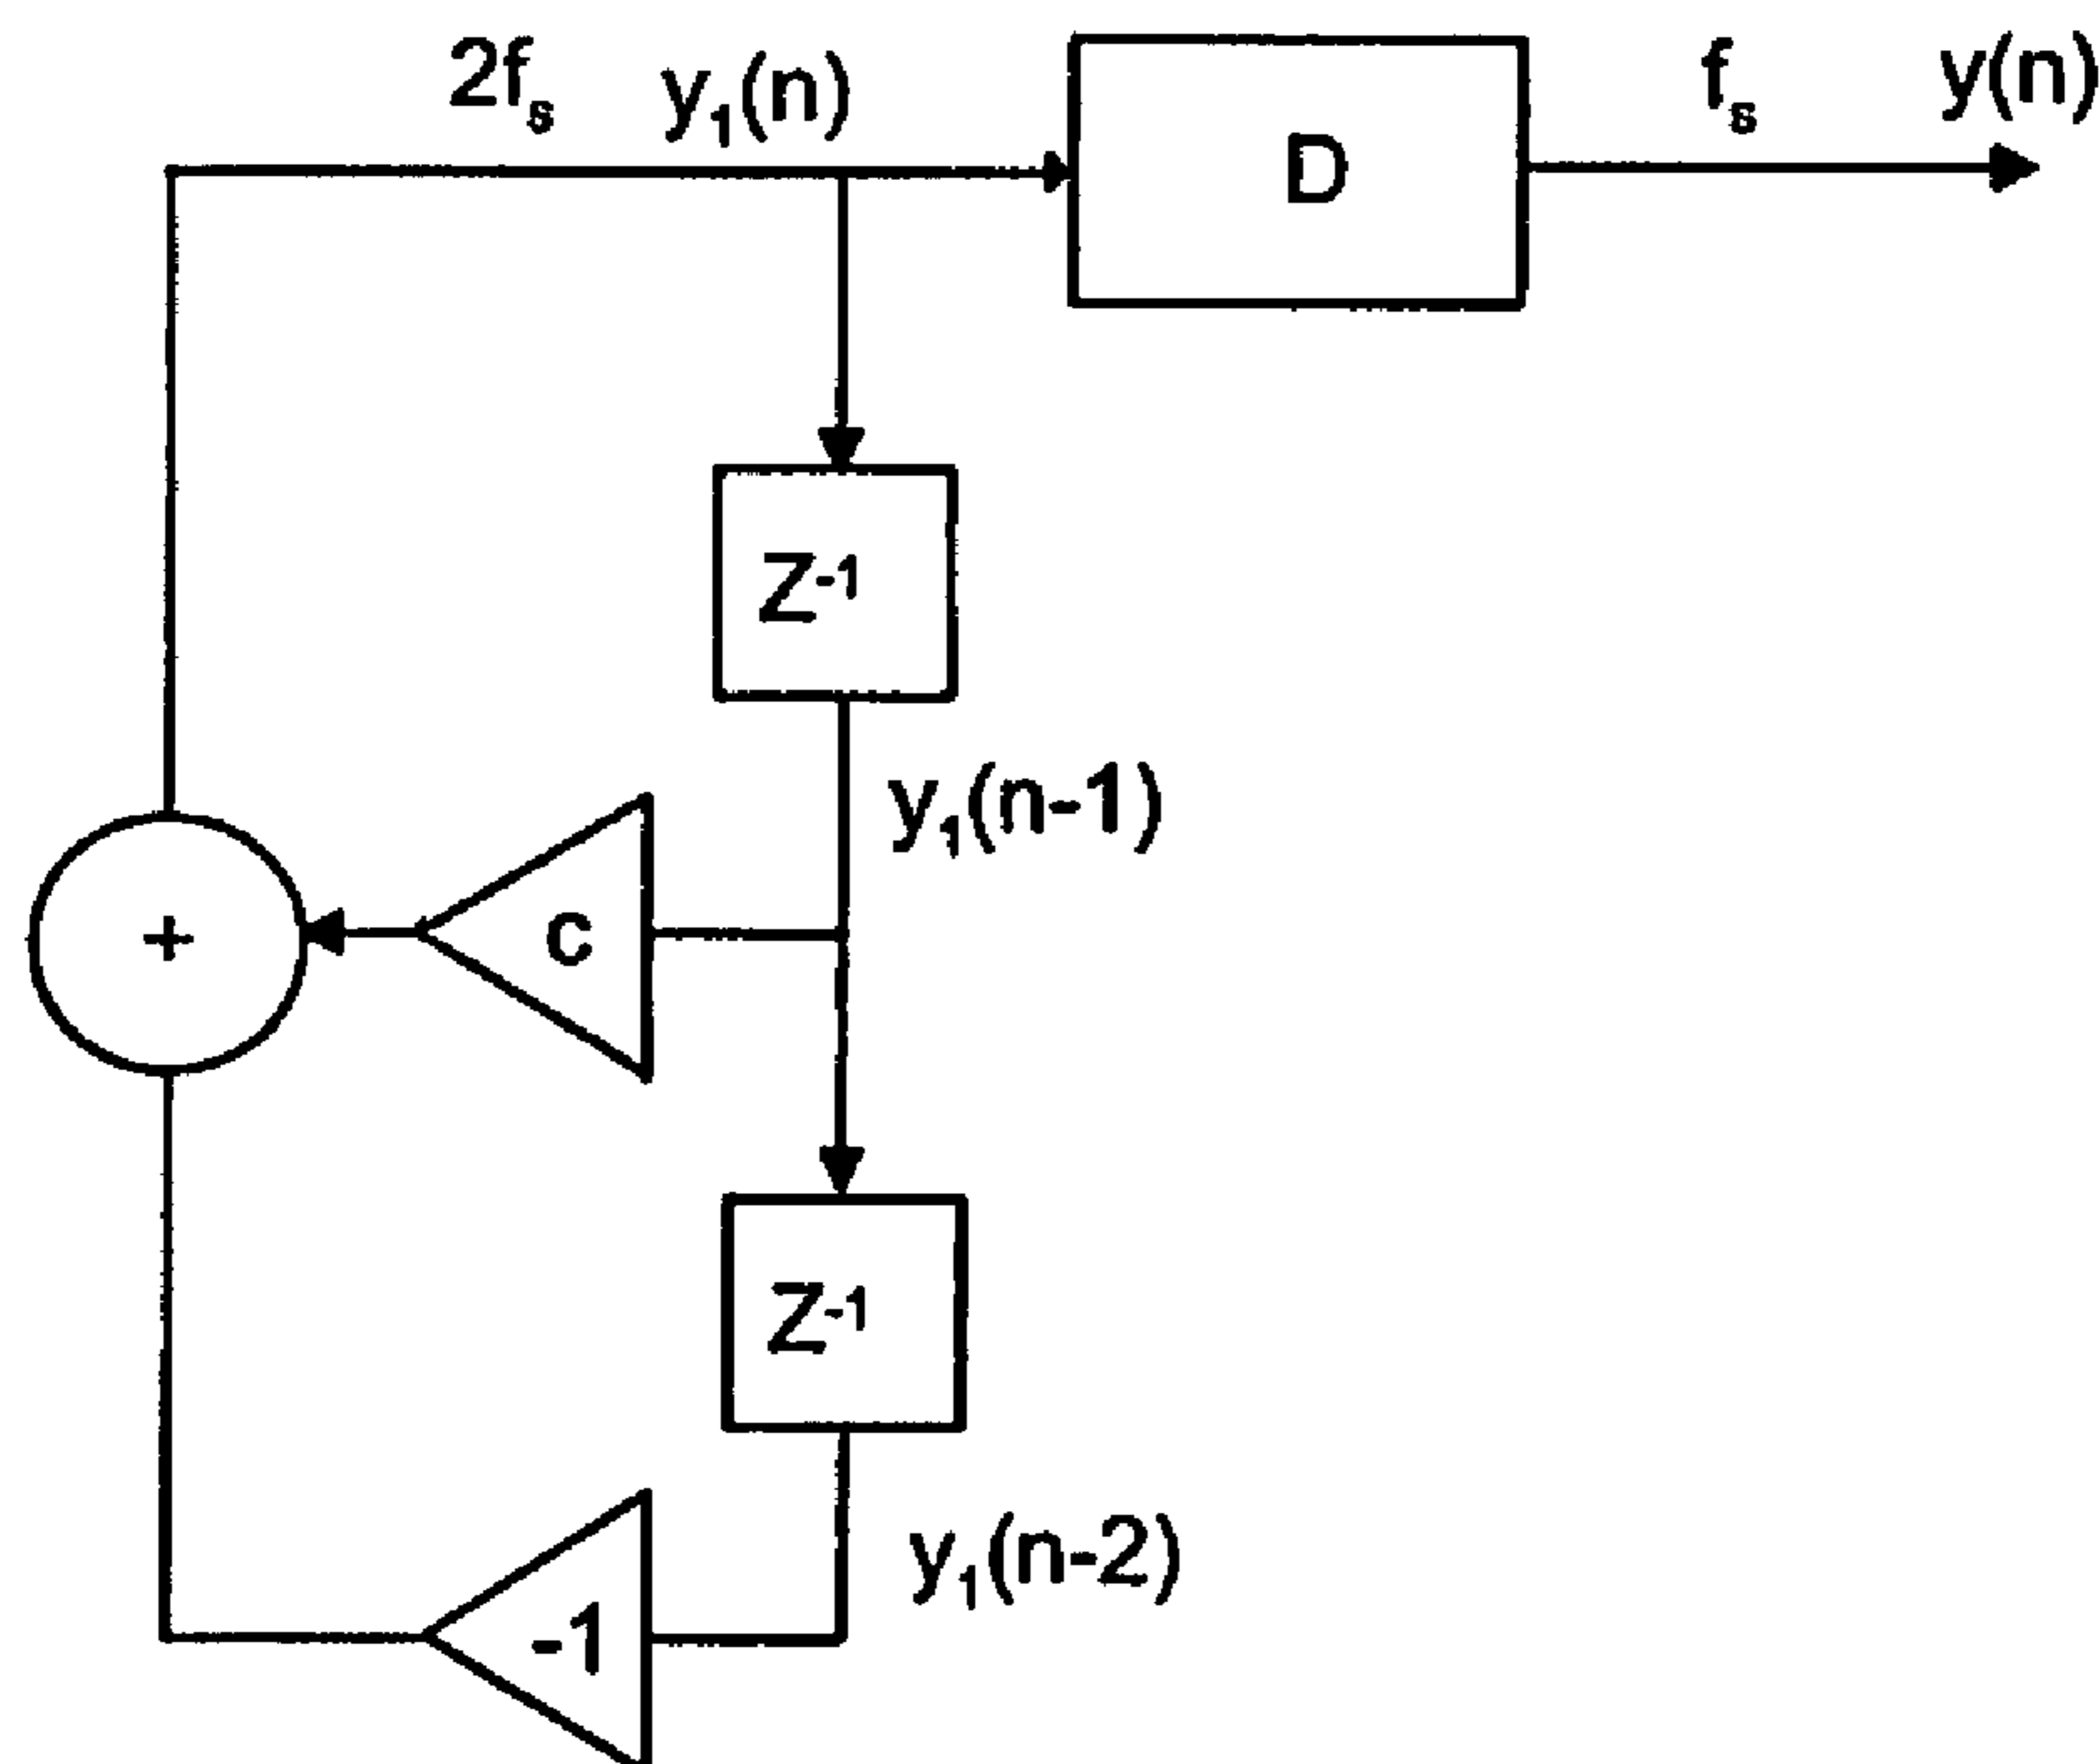 2fₛ y₁(n) fₛ y(n)
D
Z⁻¹
y₁(n-1)
+ c
Z⁻¹
y₁(n-2)
-1